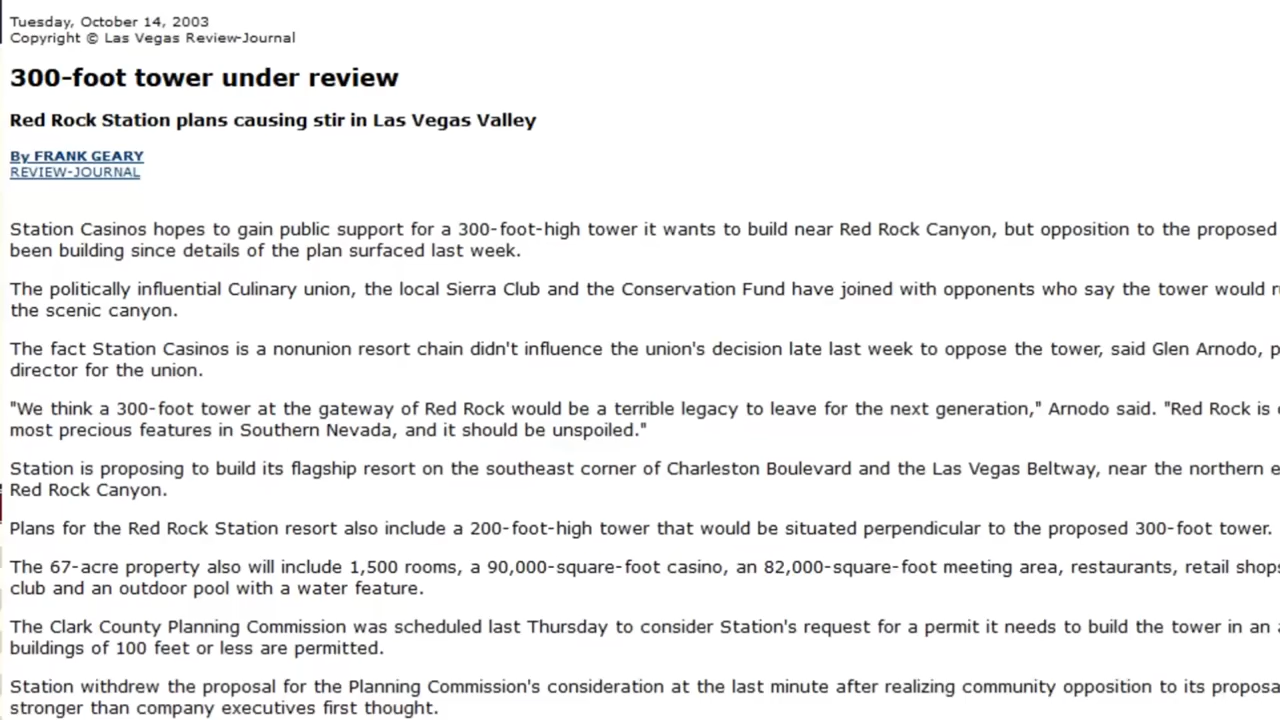 Tuesday, October 14, 2003
Copyright © Las Vegas Review-Journal
300-foot tower under review
Red Rock Station plans causing stir in Las Vegas Valley
By FRANK GEARY
REVIEW-JOURNAL
Station Casinos hopes to gain public support for a 300-foot-high tower it wants to build near Red Rock Canyon, but opposition to the proposed
been building since details of the plan surfaced last week.
The politically influential Culinary union, the local Sierra Club and the Conservation Fund have joined with opponents who say the tower would
the scenic canyon.
The fact Station Casinos is a nonunion resort chain didn't influence the union's decision late last week to oppose the tower, said Glen Arnodo,
director for the union.
"We think a 300-foot tower at the gateway of Red Rock would be a terrible legacy to leave for the next generation," Arnodo said. "Red Rock is
most precious features in Southern Nevada, and it should be unspoiled."
Station is proposing to build its flagship resort on the southeast corner of Charleston Boulevard and the Las Vegas Beltway, near the northern
Red Rock Canyon.
Plans for the Red Rock Station resort also include a 200-foot-high tower that would be situated perpendicular to the proposed 300-foot tower.
The 67-acre property also will include 1,500 rooms, a 90,000-square-foot casino, an 82,000-square-foot meeting area, restaurants, retail shops
club and an outdoor pool with a water feature.
The Clark County Planning Commission was scheduled last Thursday to consider Station's request for a permit it needs to build the tower in an
buildings of 100 feet or less are permitted.
Station withdrew the proposal for the Planning Commission's consideration at the last minute after realizing community opposition to its proposa
stronger than company executives first thought.